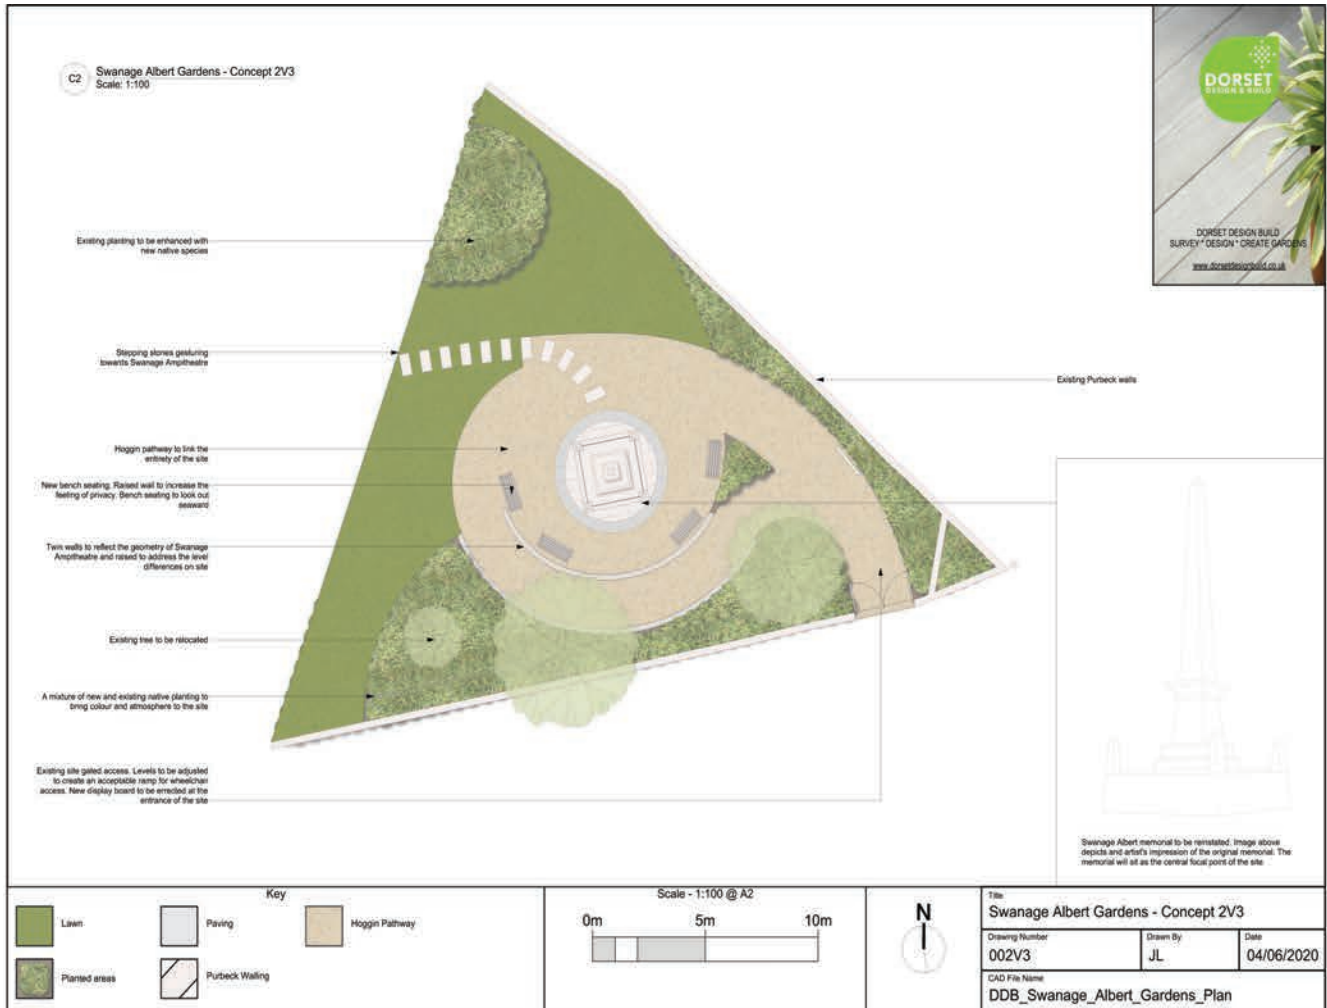 C2
Swanage Albert Gardens - Concept 2V3
Scale: 1:100
DORSET
DESIGN & BUILD
DORSET DESIGN BUILD
SURVEY * DESIGN * CREATE GARDENS
www.dorsetdesignbuild.co.uk
Existing planting to be enhanced with
new native species
Stepping stones gesturing
towards Swanage Ampitheatre
Existing Purbeck walls
Hoggin pathway to link the
entirety of the site
New bench seating. Raised wall to increase the
feeling of privacy. Bench seating to look out
seaward
Twin walls to reflect the geometry of Swanage
Ampitheatre and raised to address the level
differences on site
Existing tree to be relocated
A mixture of new and existing native planting to
bring colour and atmosphere to the site
Existing site gated access. Levels to be adjusted
to create an acceptable ramp for wheelchair
access. New display board to be errected at the
entrance of the site
Swanage Albert memorial to be reinstated. Image above
depicts and artist's impression of the original memorial. The
memorial will sit as the central focal point of the site
Key
Lawn
Paving
Hoggin Pathway
Planted areas
Purbeck Walling
Scale - 1:100 @ A2
0m 5m 10m
N
Title
Swanage Albert Gardens - Concept 2V3
Drawing Number
002V3
Drawn By
JL
Date
04/06/2020
CAD File Name
DDB_Swanage_Albert_Gardens_Plan